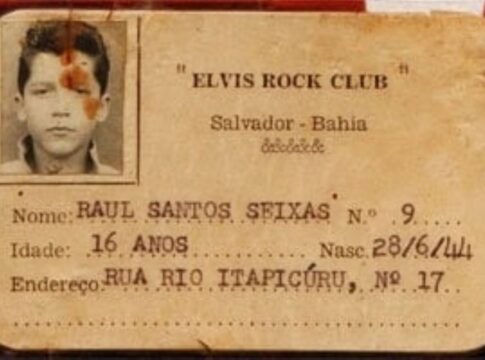 "ELVIS ROCK CLUB"
Salvador - Bahia
Nome: RAUL SANTOS SEIXAS N.º 9
Idade: 16 ANOS Nasc. 28/6/44
Endereço: RUA RIO ITAPICÚRU, Nº 17